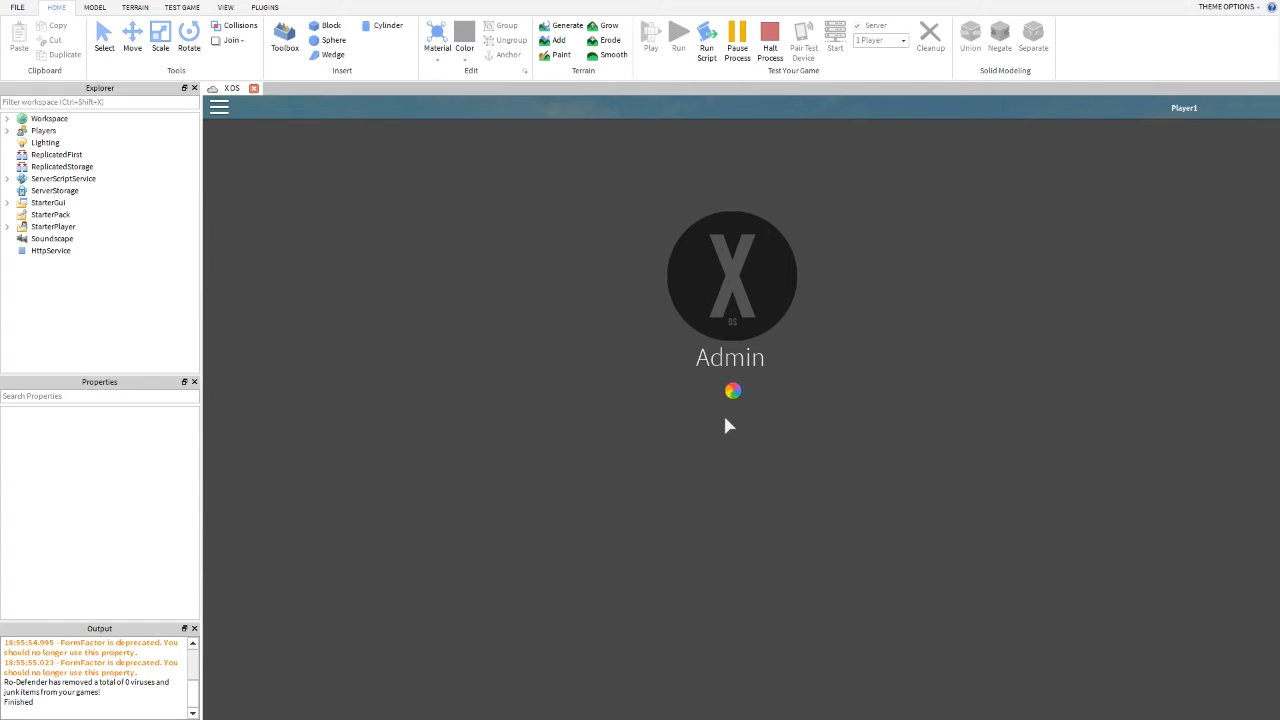 FILE HOME MODEL TERRAIN TEST GAME VIEW PLUGINS THEME OPTIONS
Paste Copy Cut Duplicate
Clipboard
Select Move Scale Rotate Collisions Join
Tools
Toolbox Block Sphere Wedge Cylinder
Insert
Material Color Group Ungroup Anchor
Edit
Generate Add Paint Grow Erode Smooth
Terrain
Play Run Run Script Pause Process Halt Process Pair Test Device Start Server 1 Player Cleanup
Test Your Game
Union Negate Separate
Solid Modeling
Explorer
Filter workspace (Ctrl+Shift+X)
Workspace
Players
Lighting
ReplicatedFirst
ReplicatedStorage
ServerScriptService
ServerStorage
StarterGui
StarterPack
StarterPlayer
Soundscape
HttpService
Properties
Search Properties
Output
18:55:54.995 - FormFactor is deprecated. You
should no longer use this property.
18:55:55.023 - FormFactor is deprecated. You
should no longer use this property.
Ro-Defender has removed a total of 0 viruses and
junk items from your games!
Finished
XOS
Player1
X
OS
Admin